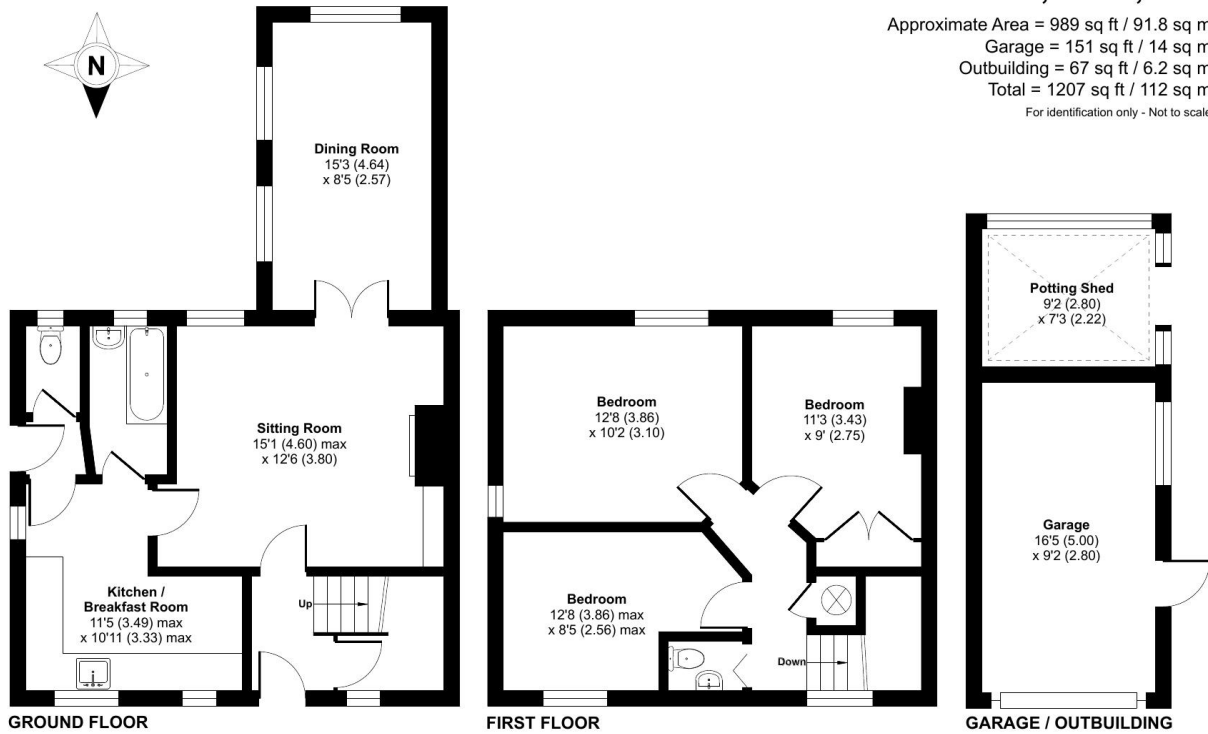 Approximate Area = 989 sq ft / 91.8 sq m
Garage = 151 sq ft / 14 sq m
Outbuilding = 67 sq ft / 6.2 sq m
Total = 1207 sq ft / 112 sq m
For identification only - Not to scale
N
Dining Room
15'3 (4.64)
x 8'5 (2.57)
Sitting Room
15'1 (4.60) max
x 12'6 (3.80)
Kitchen /
Breakfast Room
11'5 (3.49) max
x 10'11 (3.33) max
Up
GROUND FLOOR
Bedroom
12'8 (3.86)
x 10'2 (3.10)
Bedroom
11'3 (3.43)
x 9' (2.75)
Bedroom
12'8 (3.86) max
x 8'5 (2.56) max
Down
FIRST FLOOR
Potting Shed
9'2 (2.80)
x 7'3 (2.22)
Garage
16'5 (5.00)
x 9'2 (2.80)
GARAGE / OUTBUILDING